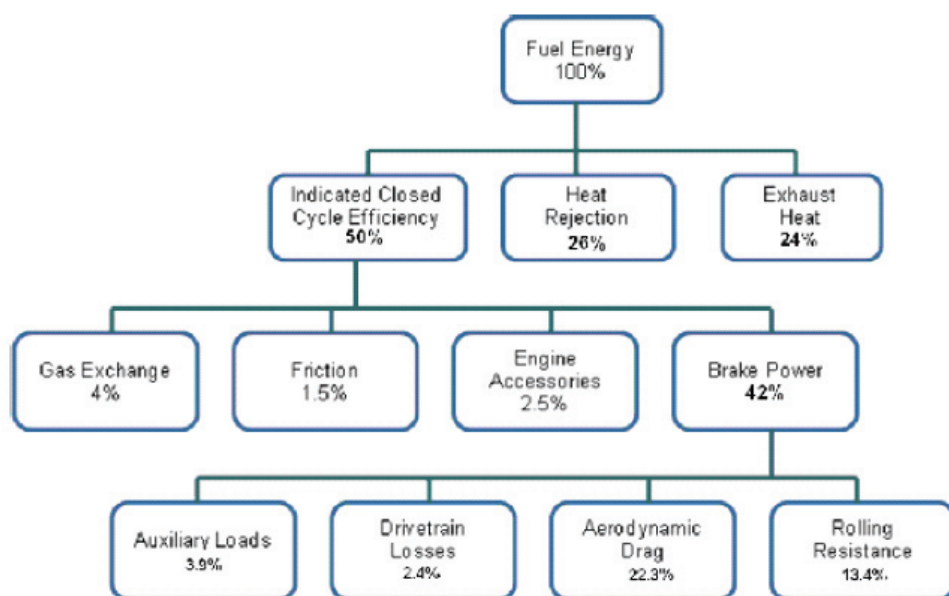 Fuel Energy
100%
Indicated Closed
Cycle Efficiency
50%
Heat
Rejection
26%
Exhaust
Heat
24%
Gas Exchange
4%
Friction
1.5%
Engine
Accessories
2.5%
Brake Power
42%
Auxiliary Loads
3.9%
Drivetrain
Losses
2.4%
Aerodynamic
Drag
22.3%
Rolling
Resistance
13.4%